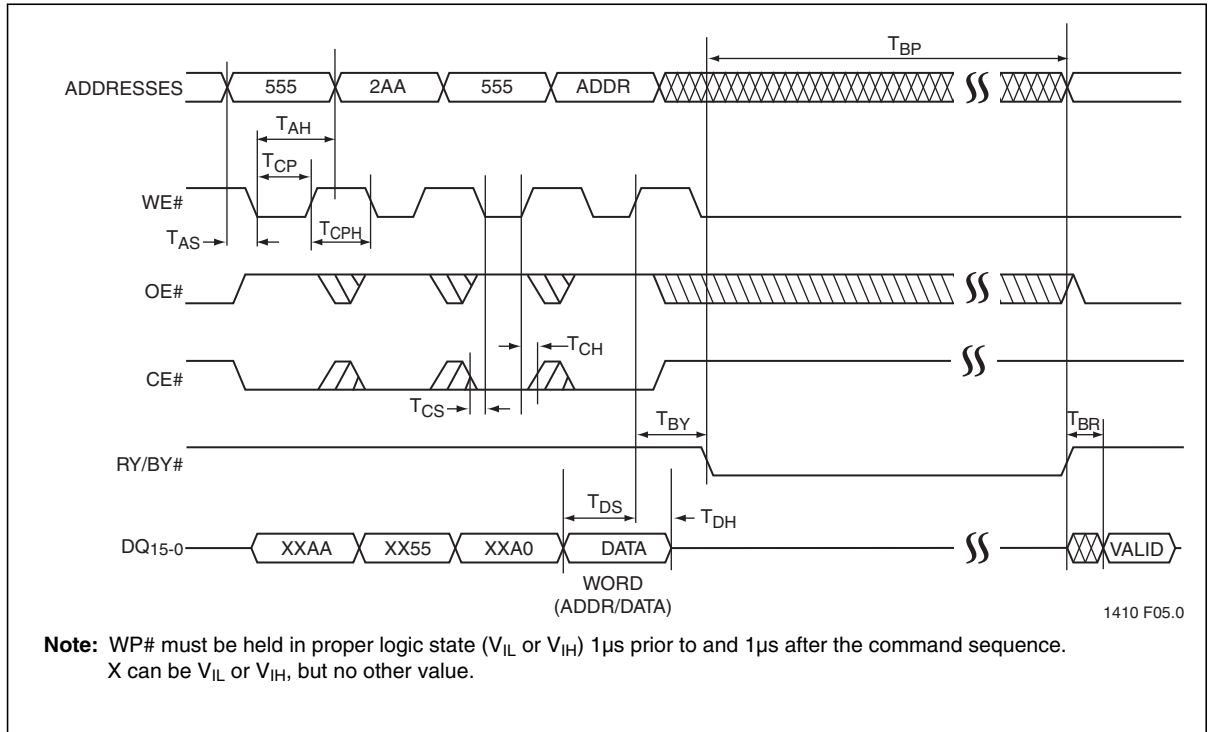 T_BP
ADDRESSES 555 2AA 555 ADDR
T_AH
T_CP
WE#
T_AS T_CPH
OE#
T_CH
CE#
T_CS
T_BY T_BR
RY/BY#
T_DS T_DH
DQ15-0 XXAA XX55 XXA0 DATA VALID
WORD
(ADDR/DATA)
1410 F05.0
Note: WP# must be held in proper logic state (V_IL or V_IH) 1µs prior to and 1µs after the command sequence.
X can be V_IL or V_IH, but no other value.